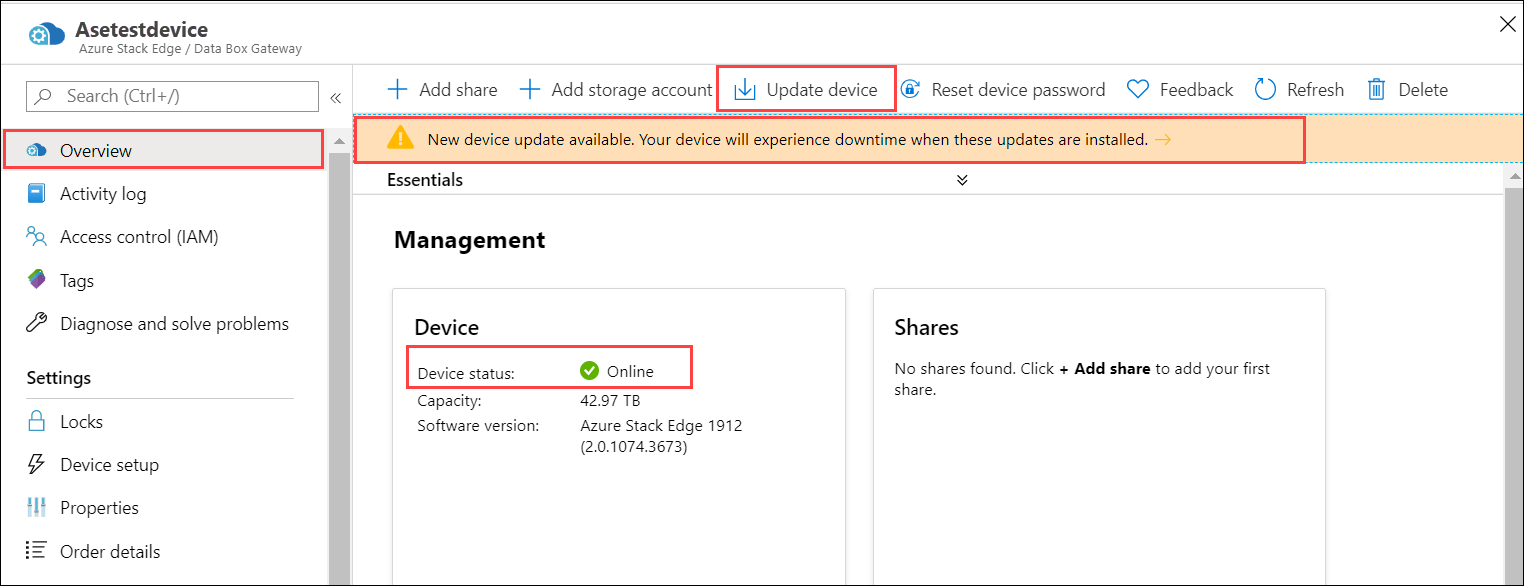 Asetestdevice
Azure Stack Edge / Data Box Gateway
Search (Ctrl+/)
Overview
Activity log
Access control (IAM)
Tags
Diagnose and solve problems
Settings
Locks
Device setup
Properties
Order details
Add share Add storage account Update device Reset device password Feedback Refresh Delete
New device update available. Your device will experience downtime when these updates are installed. →
Essentials
Management
Device
Device status: Online
Capacity: 42.97 TB
Software version: Azure Stack Edge 1912
(2.0.1074.3673)
Shares
No shares found. Click + Add share to add your first
share.